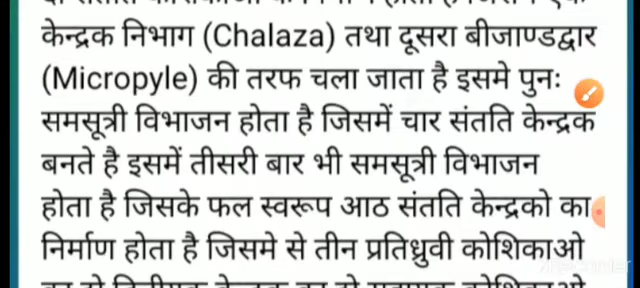 केन्द्रक निभाग (Chalaza) तथा दूसरा बीजाण्डद्वार
(Micropyle) की तरफ चला जाता है इसमे पुनः
समसूत्री विभाजन होता है जिसमें चार संतति केन्द्रक
बनते है इसमें तीसरी बार भी समसूत्री विभाजन
होता है जिसके फल स्वरूप आठ संतति केन्द्रको का
निर्माण होता है जिसमे से तीन प्रतिध्रुवी कोशिकाओ